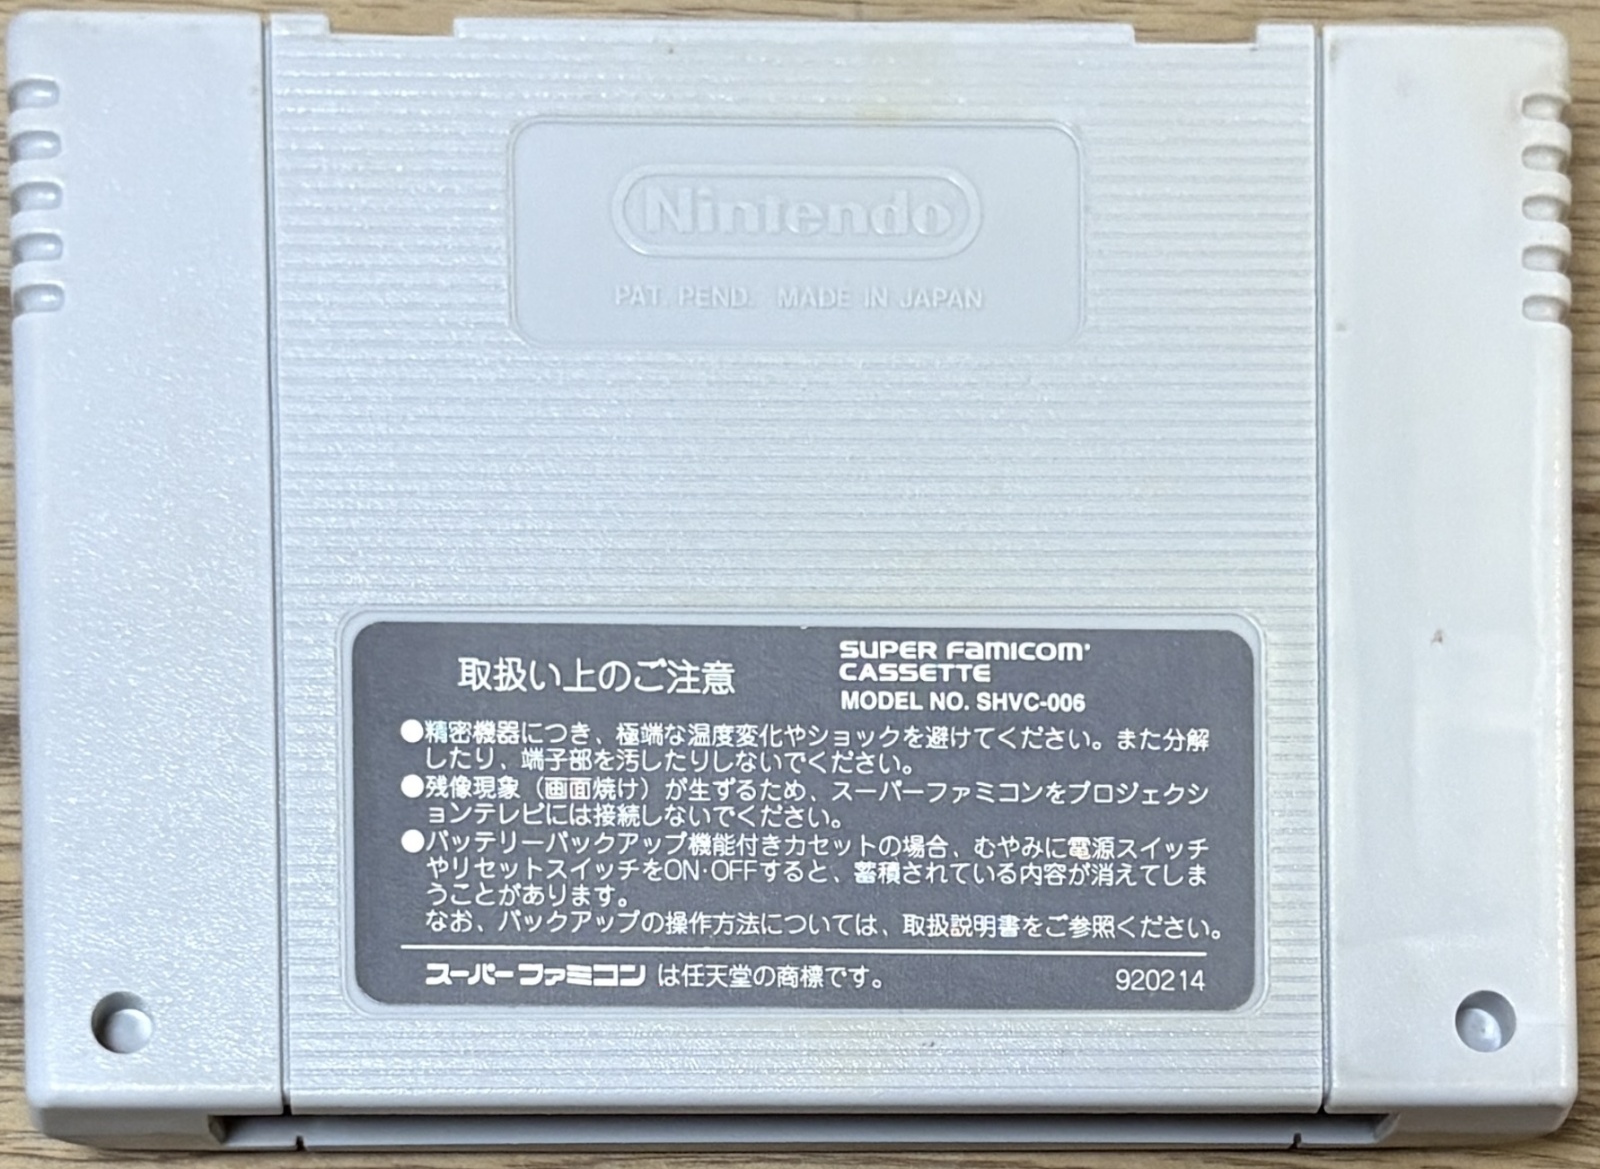 Nintendo
PAT. PEND. MADE IN JAPAN
取扱い上のご注意
SUPER FAMICOM
CASSETTE
MODEL NO. SHVC-006
●精密機器につき、極端な温度変化やショックを避けてください。また分解
したり、端子部を汚したりしないでください。
●残像現象（画面焼け）が生ずるため、スーパーファミコンをプロジェクシ
ョンテレビには接続しないでください。
●バッテリーバックアップ機能付きカセットの場合、むやみに電源スイッチ
やリセットスイッチをON·OFFすると、蓄積されている内容が消えてしま
うことがあります。
なお、バックアップの操作方法については、取扱説明書をご参照ください。
スーパーファミコン は任天堂の商標です。
920214